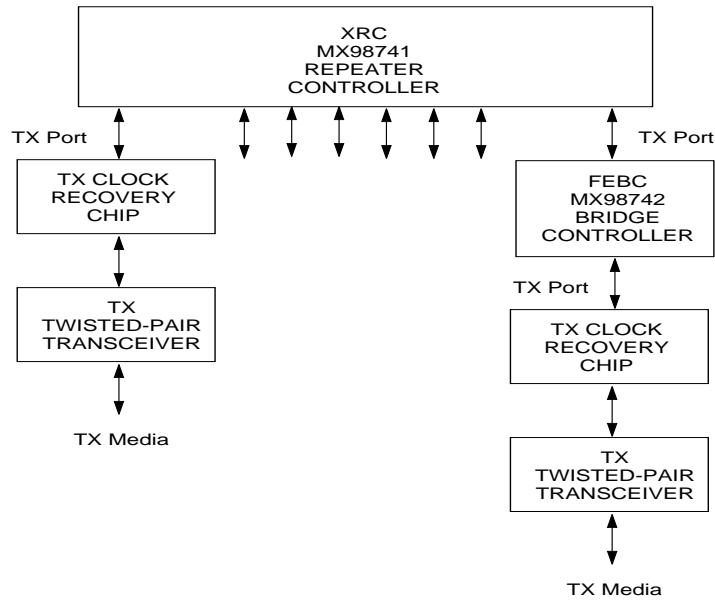 XRC
MX98741
REPEATER
CONTROLLER
TX Port
TX Port
TX CLOCK
RECOVERY
CHIP
FEBC
MX98742
BRIDGE
CONTROLLER
TX Port
TX
TWISTED-PAIR
TRANSCEIVER
TX CLOCK
RECOVERY
CHIP
TX Media
TX
TWISTED-PAIR
TRANSCEIVER
TX Media